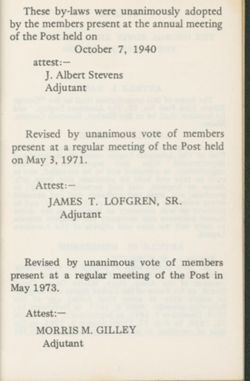 These by-laws were unanimously adopted
by the members present at the annual meeting
of the Post held on
October 7, 1940
attest:—
J. Albert Stevens
Adjutant
Revised by unanimous vote of members
present at a regular meeting of the Post held
on May 3, 1971.
Attest:—
JAMES T. LOFGREN, SR.
Adjutant
Revised by unanimous vote of members
present at a regular meeting of the Post in
May 1973.
Attest:—
MORRIS M. GILLEY
Adjutant